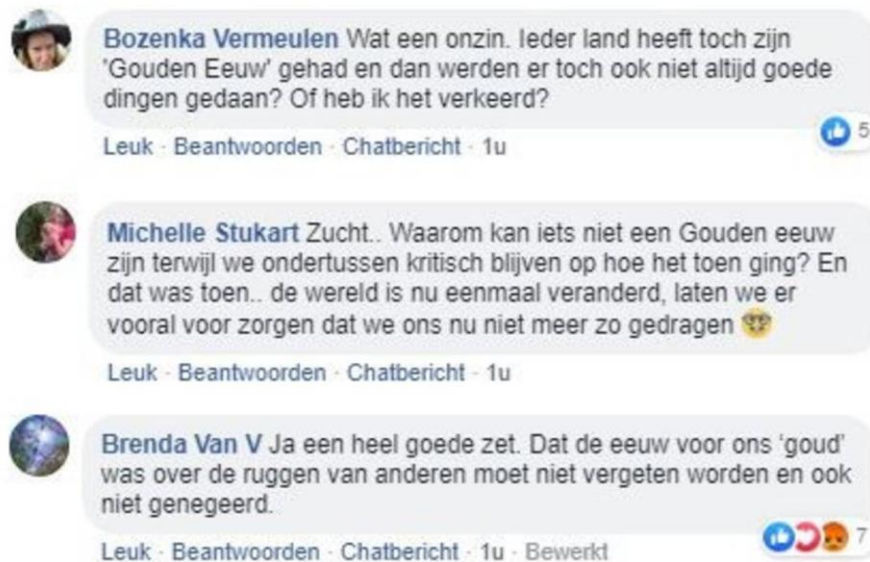 Bozenka Vermeulen Wat een onzin. Ieder land heeft toch zijn
'Gouden Eeuw' gehad en dan werden er toch ook niet altijd goede
dingen gedaan? Of heb ik het verkeerd?
5
Leuk · Beantwoorden · Chatbericht · 1u
Michelle Stukart Zucht.. Waarom kan iets niet een Gouden eeuw
zijn terwijl we ondertussen kritisch blijven op hoe het toen ging? En
dat was toen.. de wereld is nu eenmaal veranderd, laten we er
vooral voor zorgen dat we ons nu niet meer zo gedragen 🤓
Leuk · Beantwoorden · Chatbericht · 1u
Brenda Van V Ja een heel goede zet. Dat de eeuw voor ons ‘goud’
was over de ruggen van anderen moet niet vergeten worden en ook
niet genegeerd.
7
Leuk · Beantwoorden · Chatbericht · 1u · Bewerkt